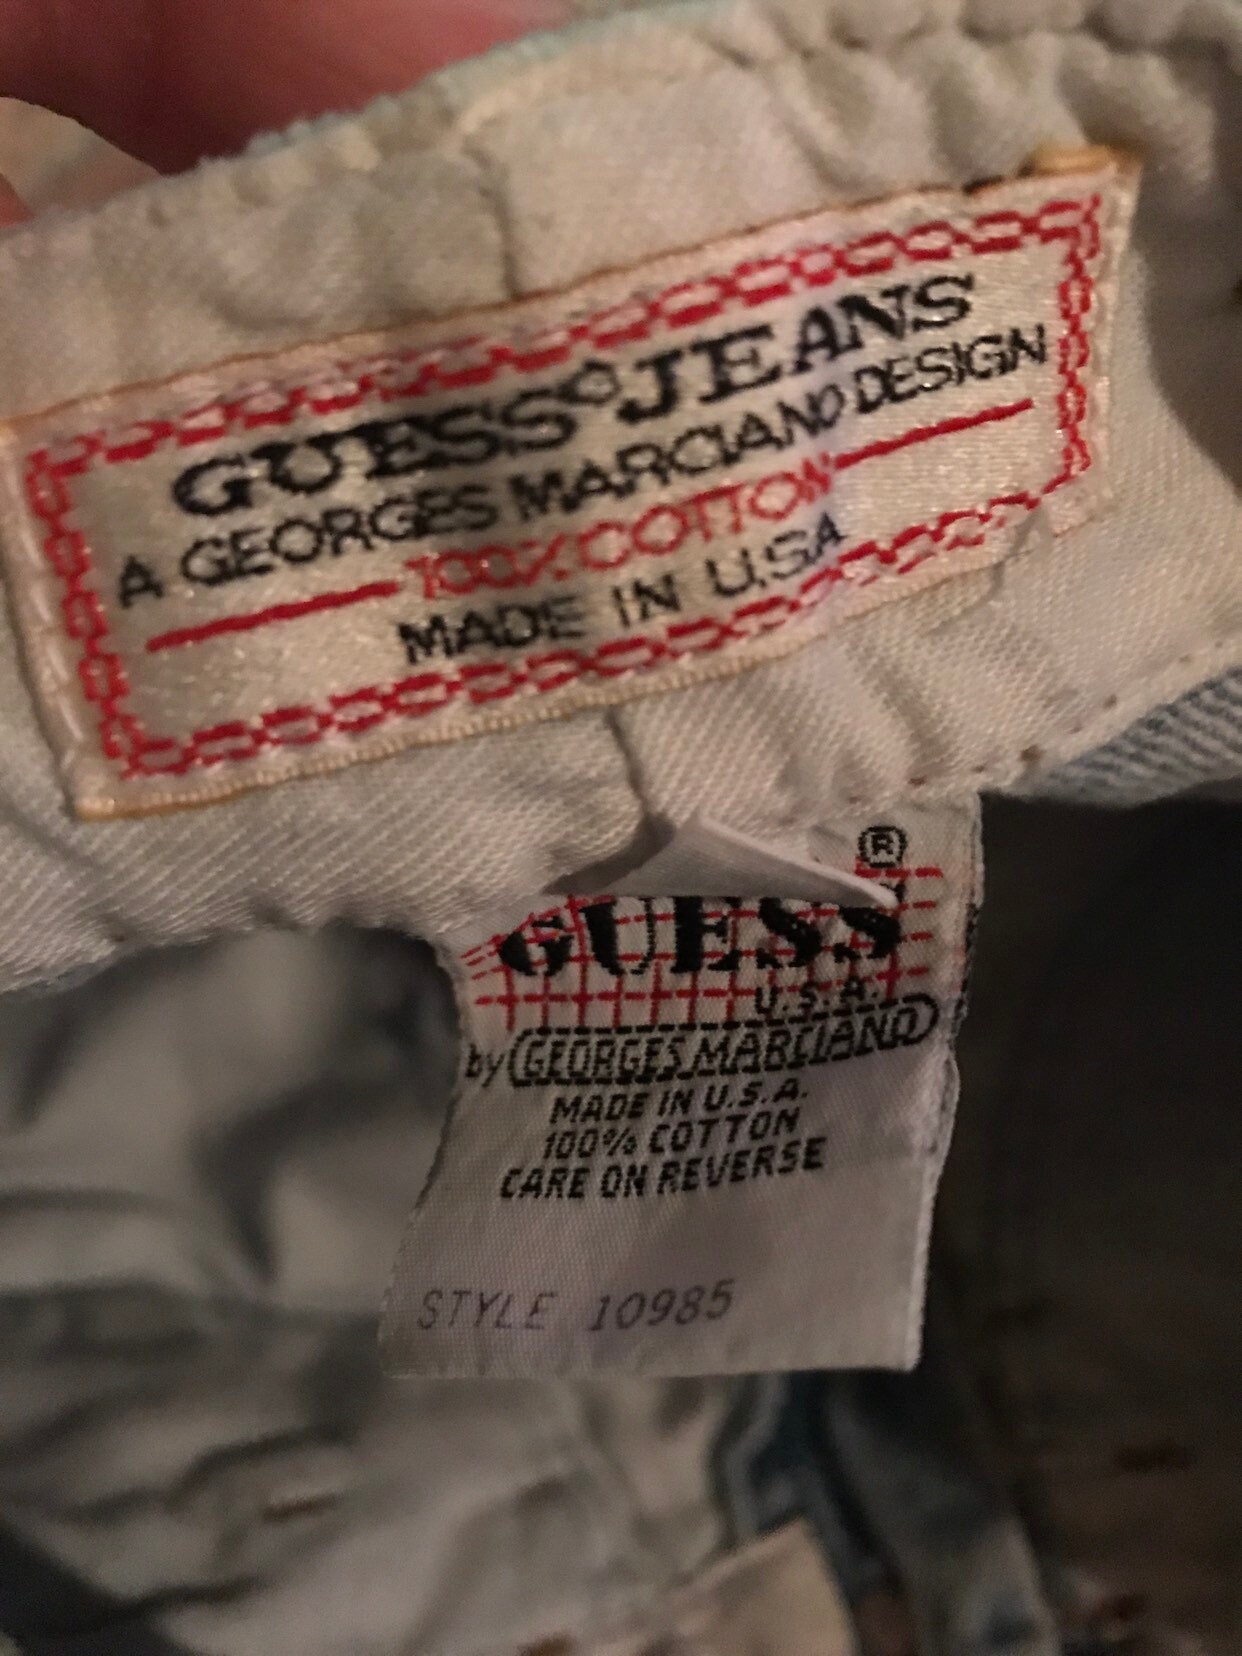 GUESS® JEANS
A GEORGES MARCIANO DESIGN
100% COTTON
MADE IN U.S.A
®
GUESS
U.S.A.
by GEORGES MARCIANO
MADE IN U.S.A.
100% COTTON
CARE ON REVERSE
STYLE 10985